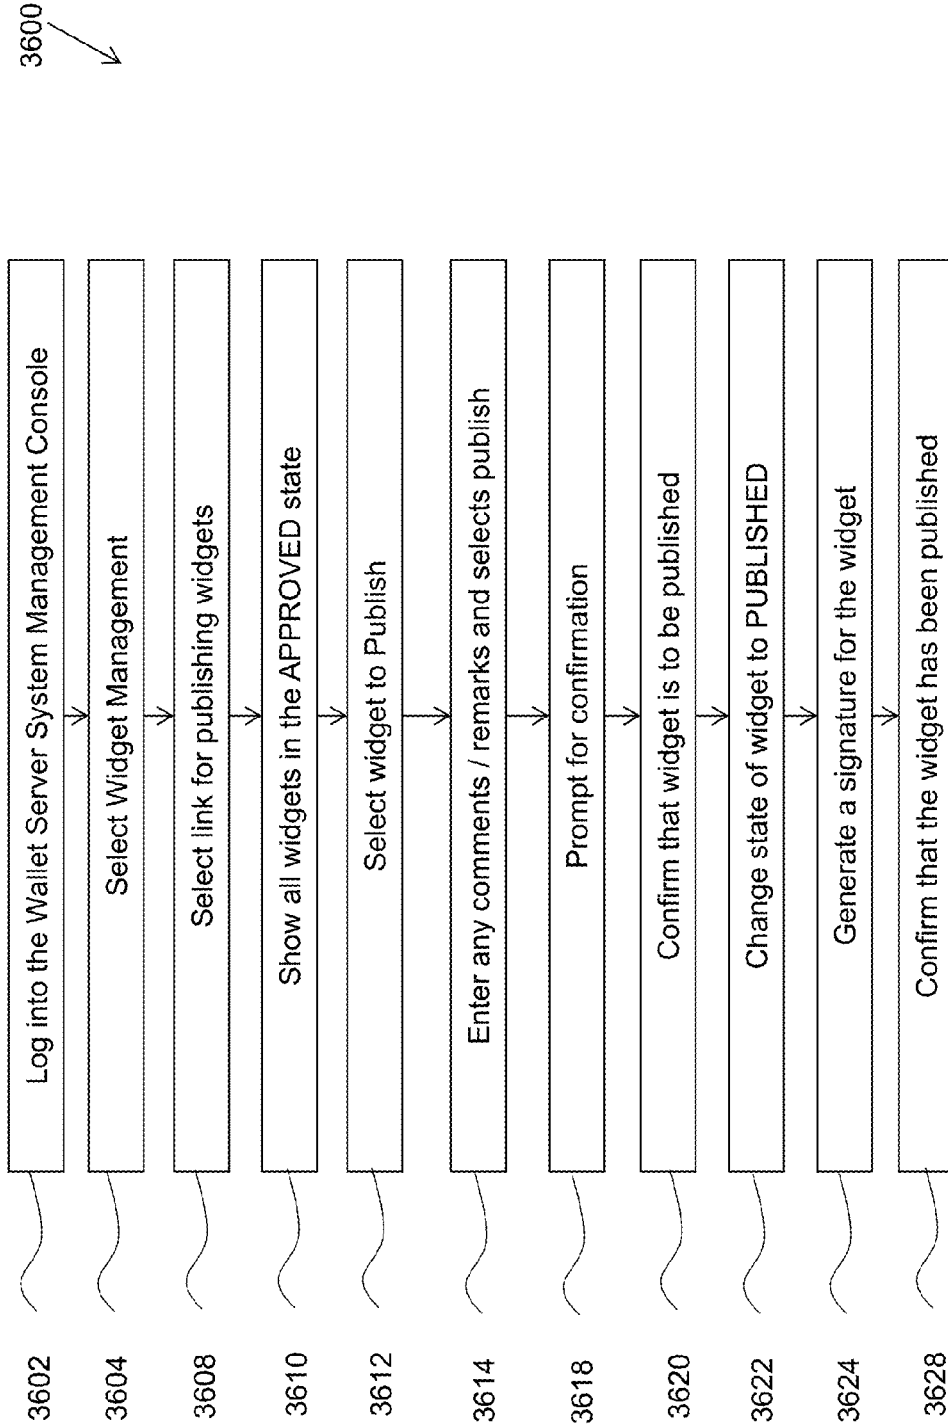 3600
3602
Log into the Wallet Server System Management Console
3604
Select Widget Management
3608
Select link for publishing widgets
3610
Show all widgets in the APPROVED state
3612
Select widget to Publish
3614
Enter any comments / remarks and selects publish
3618
Prompt for confirmation
3620
Confirm that widget is to be published
3622
Change state of widget to PUBLISHED
3624
Generate a signature for the widget
3628
Confirm that the widget has been published